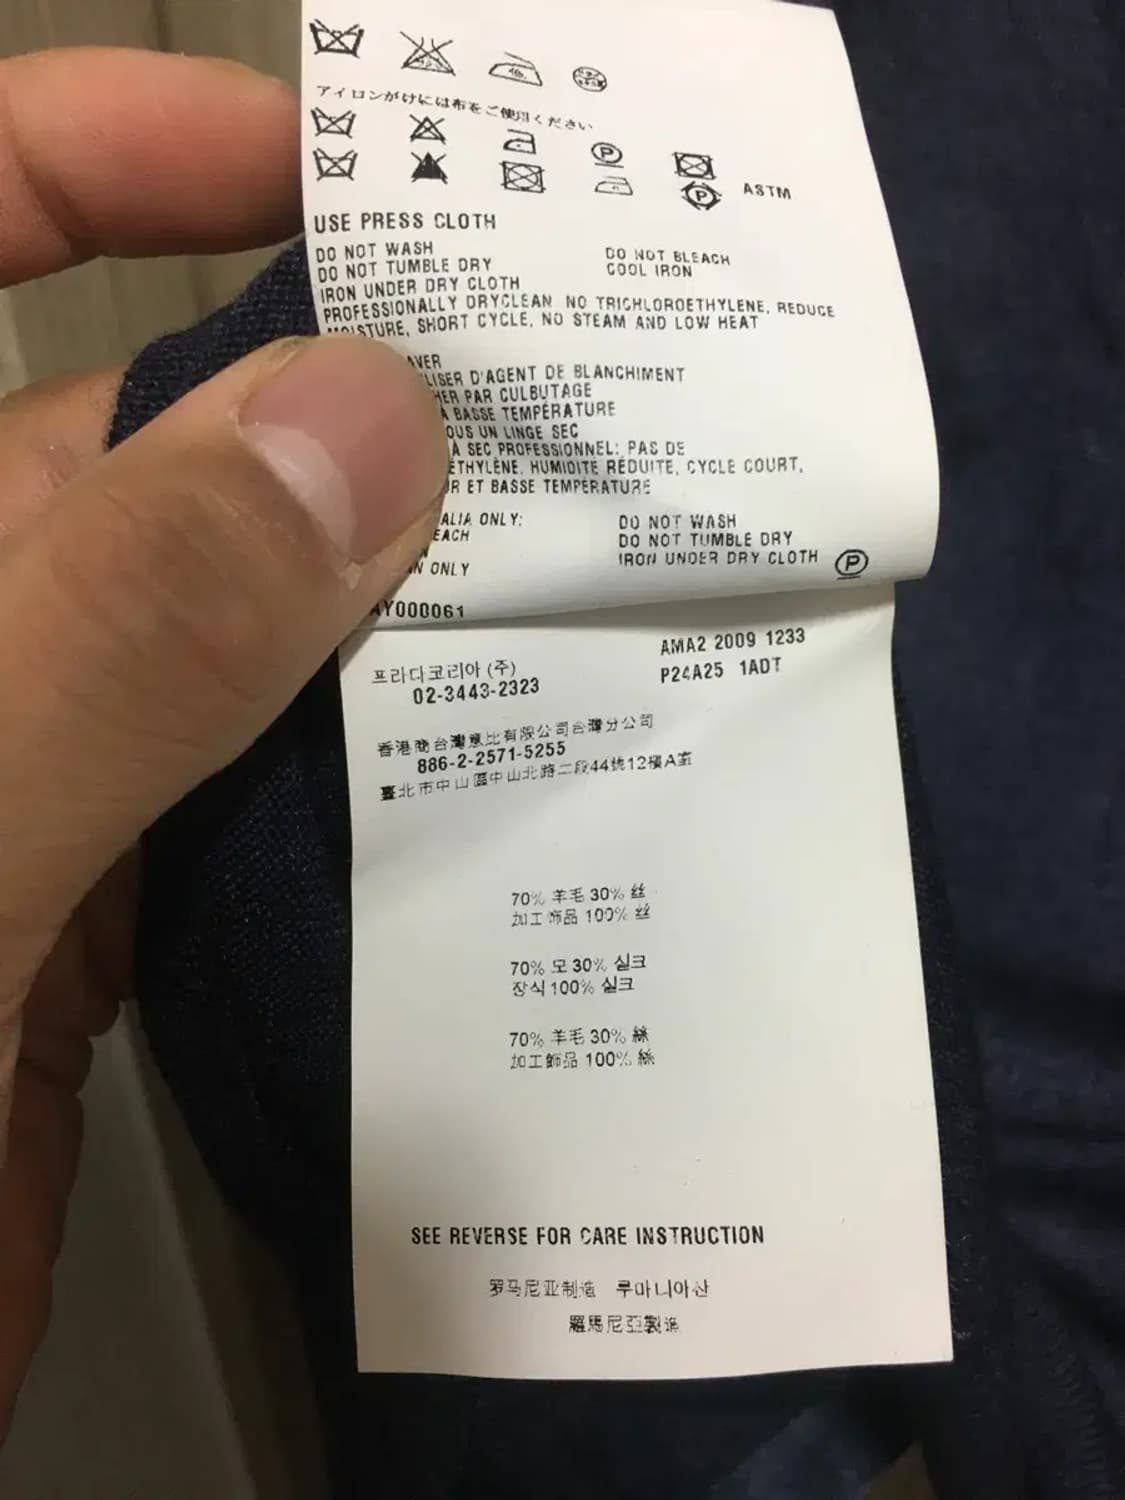 アイロンがけには布をご使用ください
P
P
ASTM
USE PRESS CLOTH
DO NOT WASH
DO NOT BLEACH
DO NOT TUMBLE DRY
COOL IRON
IRON UNDER DRY CLOTH
PROFESSIONALLY DRYCLEAN NO TRICHLOROETHYLENE, REDUCE
MOISTURE, SHORT CYCLE, NO STEAM AND LOW HEAT
AVER
LISER D'AGENT DE BLANCHIMENT
HER PAR CULBUTAGE
A BASSE TEMPÉRATURE
OUS UN LINGE SEC
À SEC PROFESSIONNEL: PAS DE
ÉTHYLÈNE, HUMIDITÉ RÉDUITE, CYCLE COURT,
R ET BASSE TEMPÉRATURE
ALIA ONLY:
DO NOT WASH
EACH
DO NOT TUMBLE DRY
N
IRON UNDER DRY CLOTH
P
N ONLY
AY000061
AMA2 2009 1233
프라다코리아 (주)
P24A25 1ADT
02-3443-2323
香港商台灣意比有限公司台灣分公司
886-2-2571-5255
臺北市中山區中山北路二段44號12樓A室
70% 羊毛 30% 丝
加工饰品 100% 丝
70% 모 30% 실크
장식 100% 실크
70% 羊毛 30% 絲
加工飾品 100% 絲
SEE REVERSE FOR CARE INSTRUCTION
罗马尼亚制造 루마니아산
羅馬尼亞製造